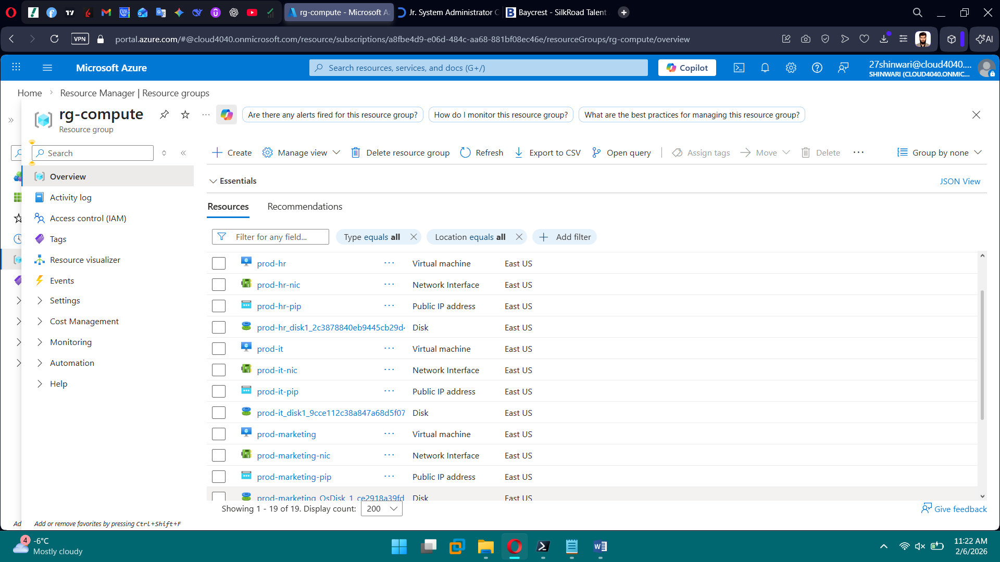 rg-compute - Microsoft A
Jr. System Administrator
Baycrest - SilkRoad Talent
VPN
portal.azure.com/#@cloud4040.onmicrosoft.com/resource/subscriptions/a8fbe4d9-e06d-484c-aa68-881bf08ec46e/resourceGroups/rg-compute/overview
AI
Microsoft Azure
Search resources, services, and docs (G+/)
Copilot
27shinwari@cloud4040....
SHINWARI (CLOUD4040.ONMIC...
Home > Resource Manager | Resource groups
rg-compute
Resource group
Are there any alerts fired for this resource group?
How do I monitor this resource group?
What are the best practices for managing this resource group?
Search
Create
Manage view
Delete resource group
Refresh
Export to CSV
Open query
Assign tags
Move
Delete
Group by none
Overview
Activity log
Access control (IAM)
Tags
Resource visualizer
Events
Settings
Cost Management
Monitoring
Automation
Help
Essentials
JSON View
Resources
Recommendations
Filter for any field...
Type equals all
Location equals all
Add filter
prod-hr ... Virtual machine East US
prod-hr-nic ... Network Interface East US
prod-hr-pip ... Public IP address East US
prod-hr_disk1_2c3878840eb9445cb29d4 Disk East US
prod-it ... Virtual machine East US
prod-it-nic ... Network Interface East US
prod-it-pip ... Public IP address East US
prod-it_disk1_9cce112c38a847a68d5f07 Disk East US
prod-marketing ... Virtual machine East US
prod-marketing-nic ... Network Interface East US
prod-marketing-pip ... Public IP address East US
prod-marketing_OsDisk_1_ce2918a39fd Disk East US
Showing 1 - 19 of 19. Display count: 200
Give feedback
Ad
Add or remove favorites by pressing Ctrl+Shift+F
4
-6°C
Mostly cloudy
11:22 AM
2/6/2026